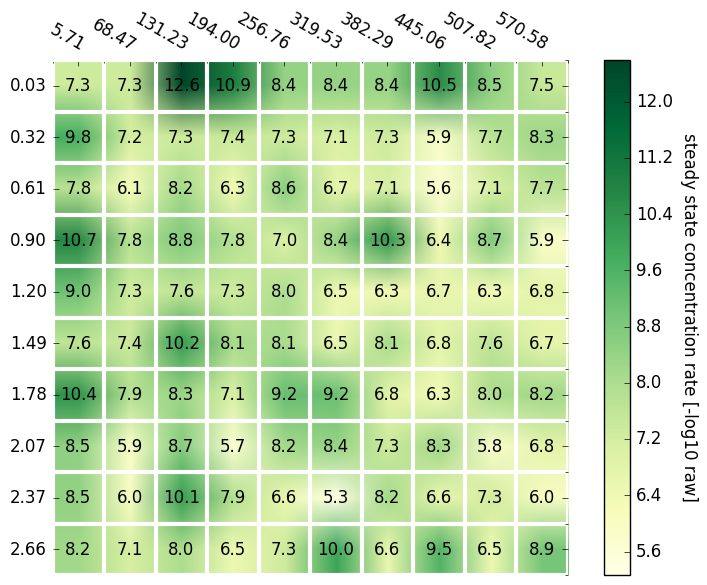 5.71 68.47 131.23 194.00 256.76 319.53 382.29 445.06 507.82 570.58
0.03 7.3 7.3 12.6 10.9 8.4 8.4 8.4 10.5 8.5 7.5
0.32 9.8 7.2 7.3 7.4 7.3 7.1 7.3 5.9 7.7 8.3
0.61 7.8 6.1 8.2 6.3 8.6 6.7 7.1 5.6 7.1 7.7
0.90 10.7 7.8 8.8 7.8 7.0 8.4 10.3 6.4 8.7 5.9
1.20 9.0 7.3 7.6 7.3 8.0 6.5 6.3 6.7 6.3 6.8
1.49 7.6 7.4 10.2 8.1 8.1 6.5 8.1 6.8 7.6 6.7
1.78 10.4 7.9 8.3 7.1 9.2 9.2 6.8 6.3 8.0 8.2
2.07 8.5 5.9 8.7 5.7 8.2 8.4 7.3 8.3 5.8 6.8
2.37 8.5 6.0 10.1 7.9 6.6 5.3 8.2 6.6 7.3 6.0
2.66 8.2 7.1 8.0 6.5 7.3 10.0 6.6 9.5 6.5 8.9
12.0
11.2
10.4
9.6
8.8
8.0
7.2
6.4
5.6
steady state concentration rate [-log10 raw]